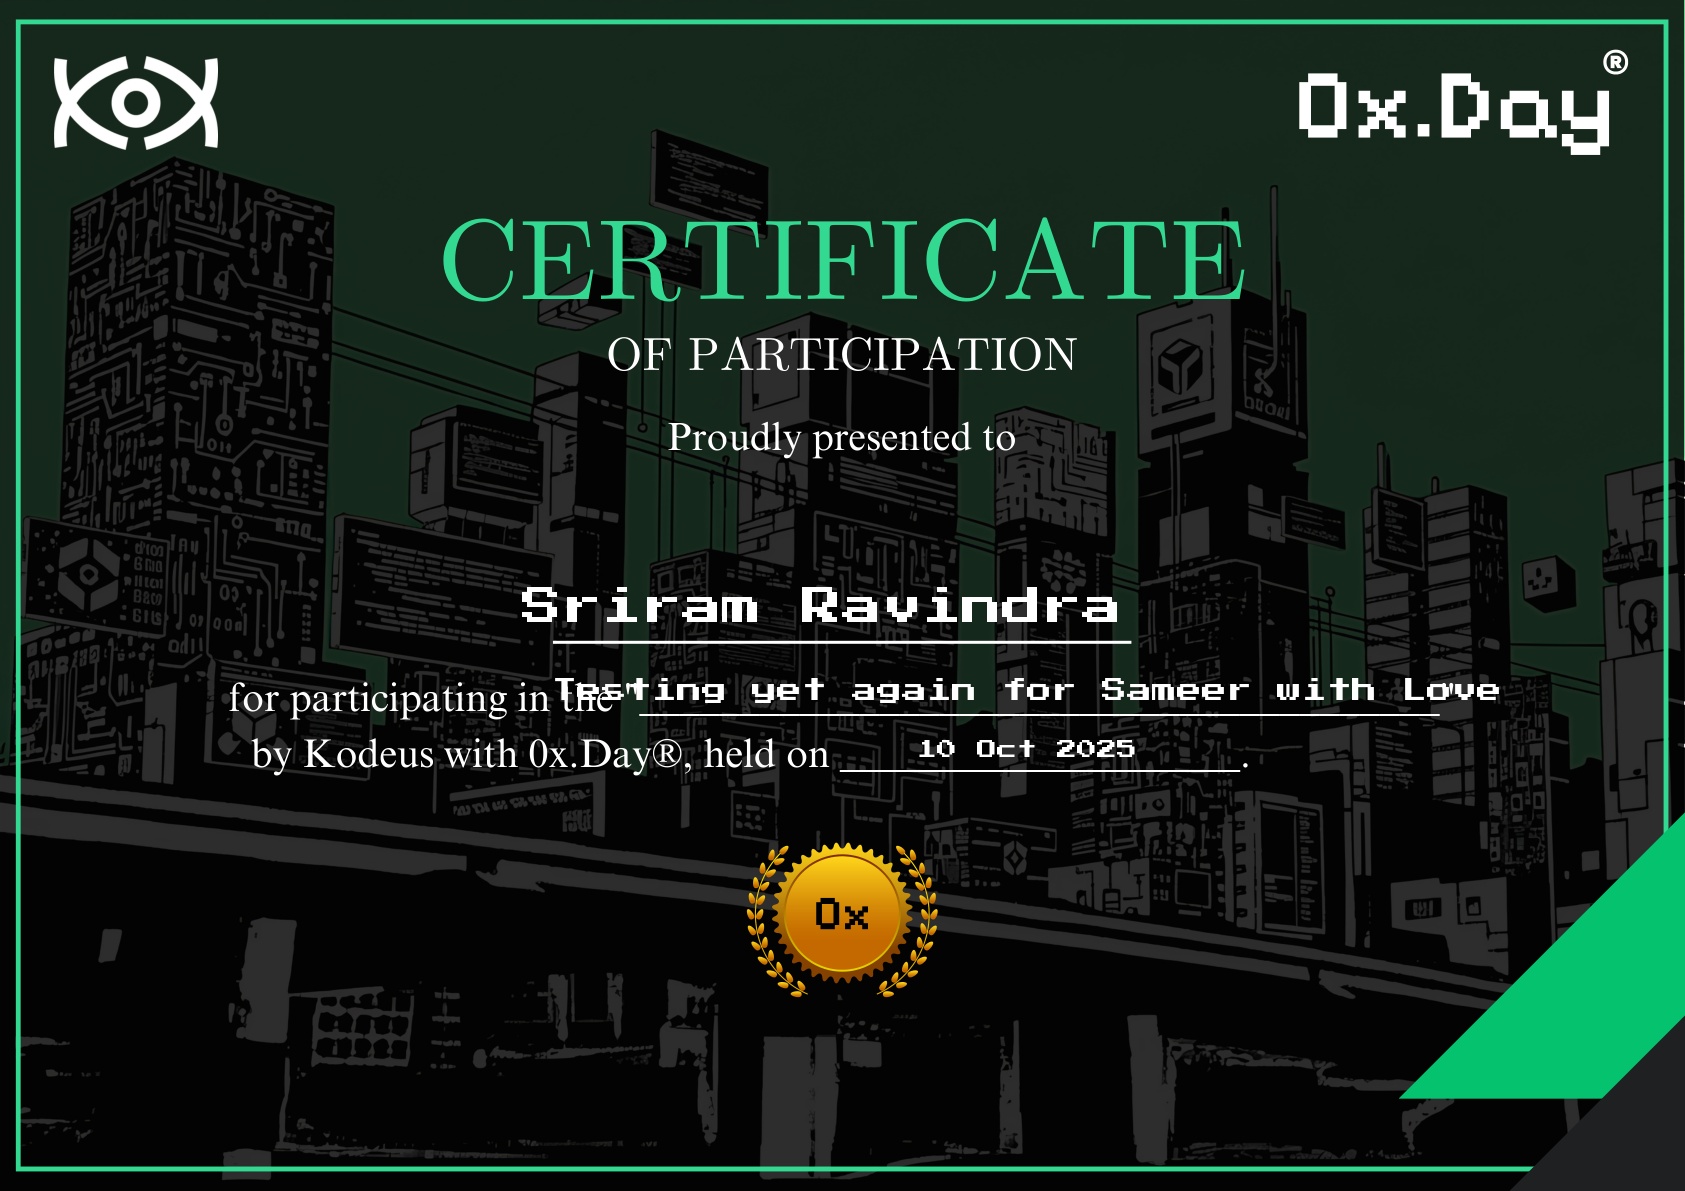 0x.Day®
CERTIFICATE
OF PARTICIPATION
Proudly presented to
Sriram Ravindra
for participating in the "Testing yet again for Sameer with Love"
by Kodeus with 0x.Day®, held on 10 Oct 2025.
0x